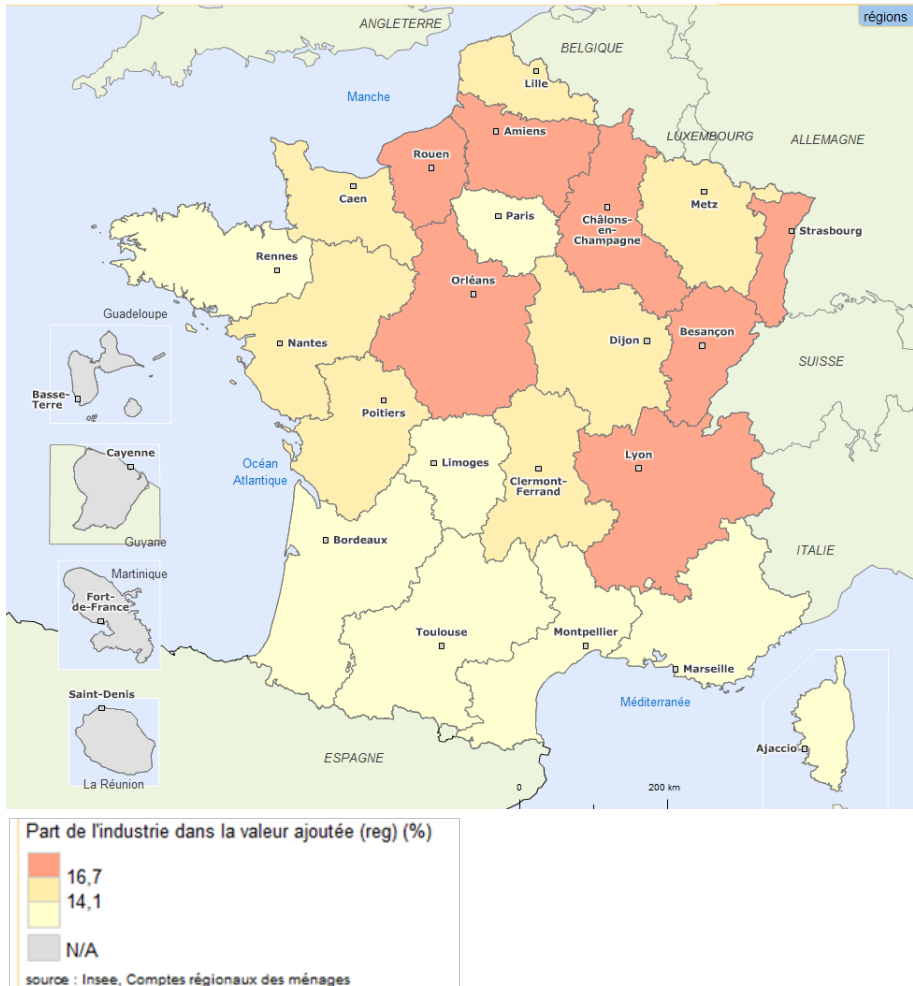 régions
ANGLETERRE
BELGIQUE
Lille
Manche
LUXEMBOURG
ALLEMAGNE
Amiens
Rouen
Caen
Paris
Châlons-
en-
Champagne
Metz
Strasbourg
Rennes
Orléans
Guadeloupe
Nantes
Dijon
Besançon
SUISSE
Basse-
Terre
Poitiers
Cayenne
Océan
Atlantique
Limoges
Clermont-
Ferrand
Lyon
Guyane
Bordeaux
ITALIE
Martinique
Fort-
de-France
Toulouse
Montpellier
Marseille
Saint-Denis
Méditerranée
Ajaccio
ESPAGNE
La Réunion
0
200 km
Part de l'industrie dans la valeur ajoutée (reg) (%)
16,7
14,1
N/A
source : Insee, Comptes régionaux des ménages